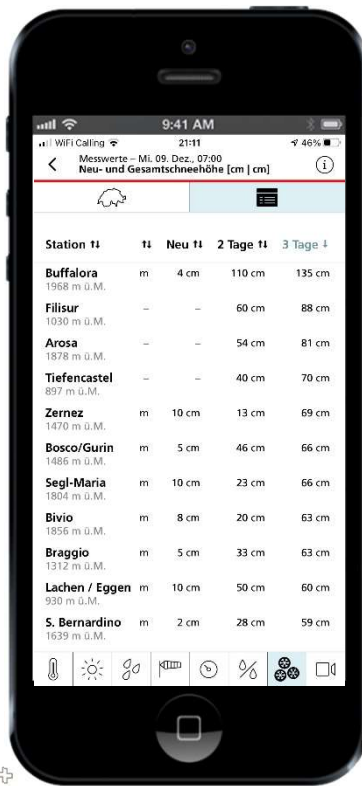 9:41 AM
WiFi Calling 21:11 46%
Messwerte – Mi. 09. Dez., 07:00
Neu- und Gesamtschneehöhe [cm | cm]
Station Neu 2 Tage 3 Tage
Buffalora m 4 cm 110 cm 135 cm
1968 m ü.M.
Filisur – – 60 cm 88 cm
1030 m ü.M.
Arosa – – 54 cm 81 cm
1878 m ü.M.
Tiefencastel – – 40 cm 70 cm
897 m ü.M.
Zernez m 10 cm 13 cm 69 cm
1470 m ü.M.
Bosco/Gurin m 5 cm 46 cm 66 cm
1486 m ü.M.
Segl-Maria m 10 cm 23 cm 66 cm
1804 m ü.M.
Bivio m 8 cm 20 cm 63 cm
1856 m ü.M.
Braggio m 5 cm 33 cm 63 cm
1312 m ü.M.
Lachen / Eggen m 10 cm 50 cm 60 cm
930 m ü.M.
S. Bernardino m 2 cm 28 cm 59 cm
1639 m ü.M.